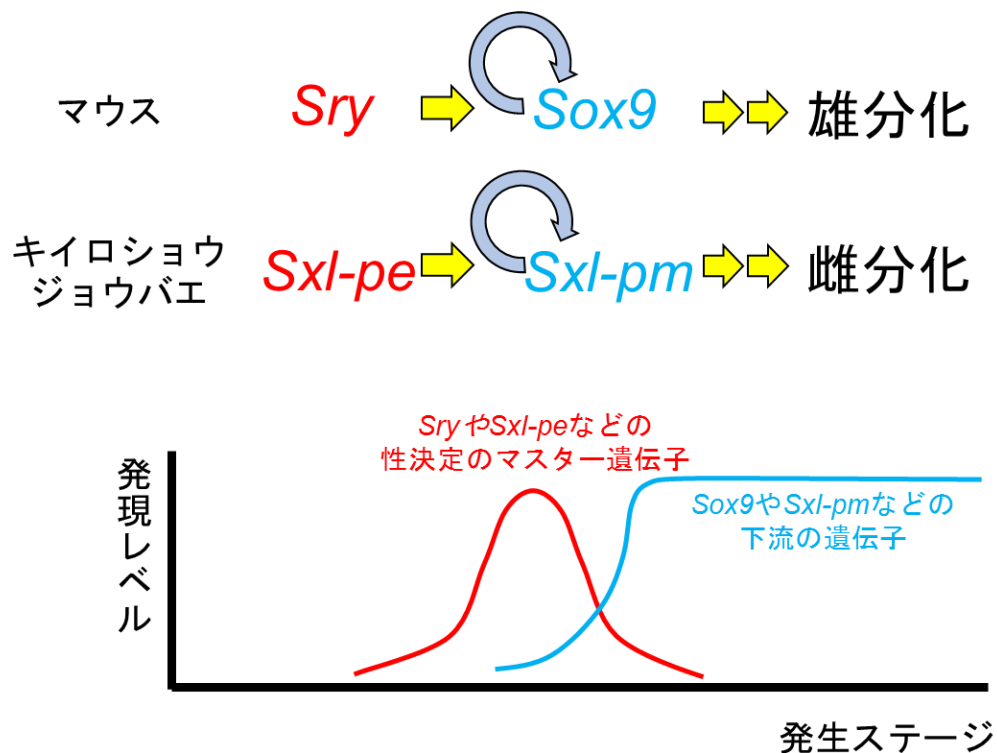 マウス
Sry
Sox9
雄分化
キイロショウ
ジョウバエ
Sxl-pe
Sxl-pm
雌分化
SryやSxl-peなどの
性決定のマスター遺伝子
発現レベル
Sox9やSxl-pmなどの
下流の遺伝子
発生ステージ